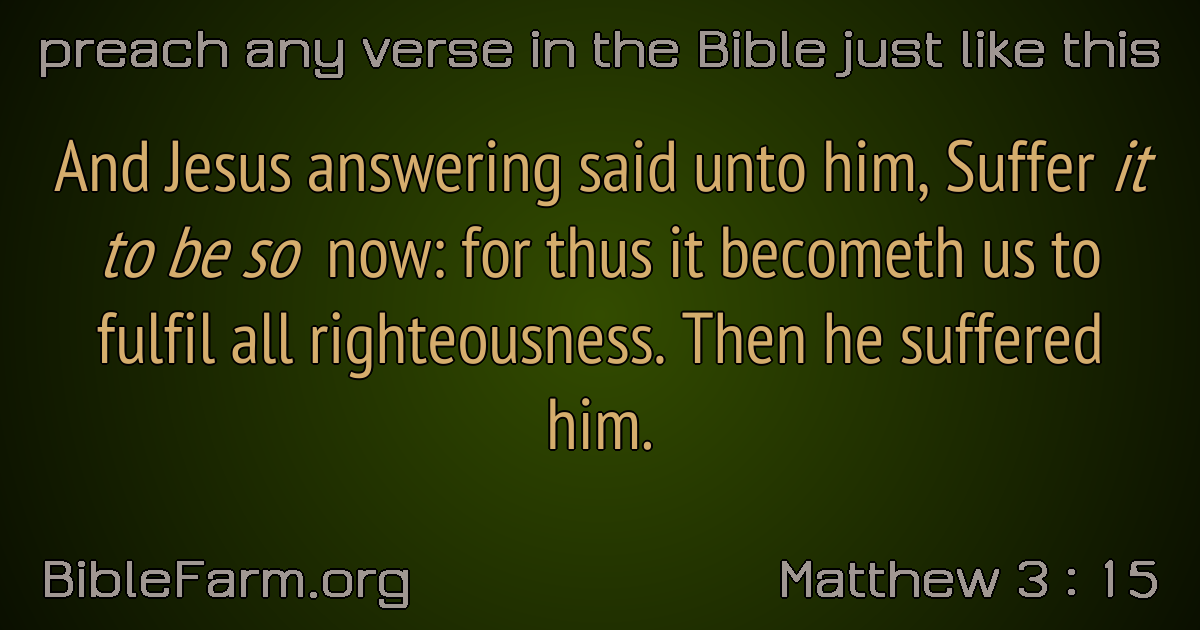 preach any verse in the Bible just like this
And Jesus answering said unto him, Suffer it
to be so now: for thus it becometh us to
fulfil all righteousness. Then he suffered
him.
BibleFarm.org
Matthew 3 : 15